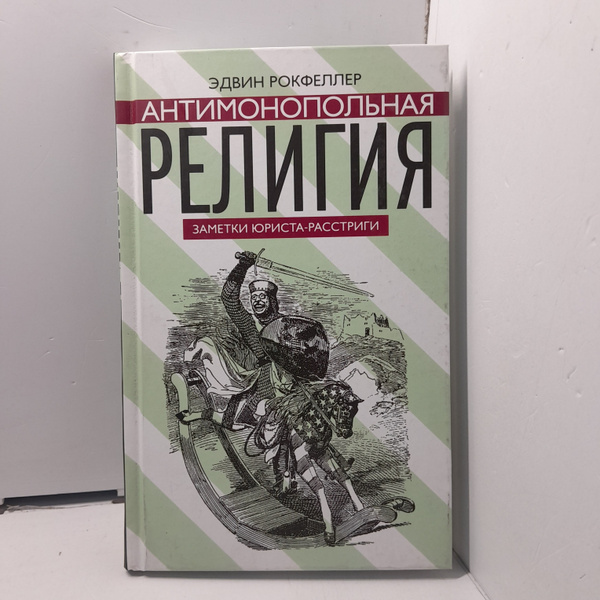 ЭДВИН РОКФЕЛЛЕР
АНТИМОНОПОЛЬНАЯ
РЕЛИГИЯ
ЗАМЕТКИ ЮРИСТА-РАССТРИГИ